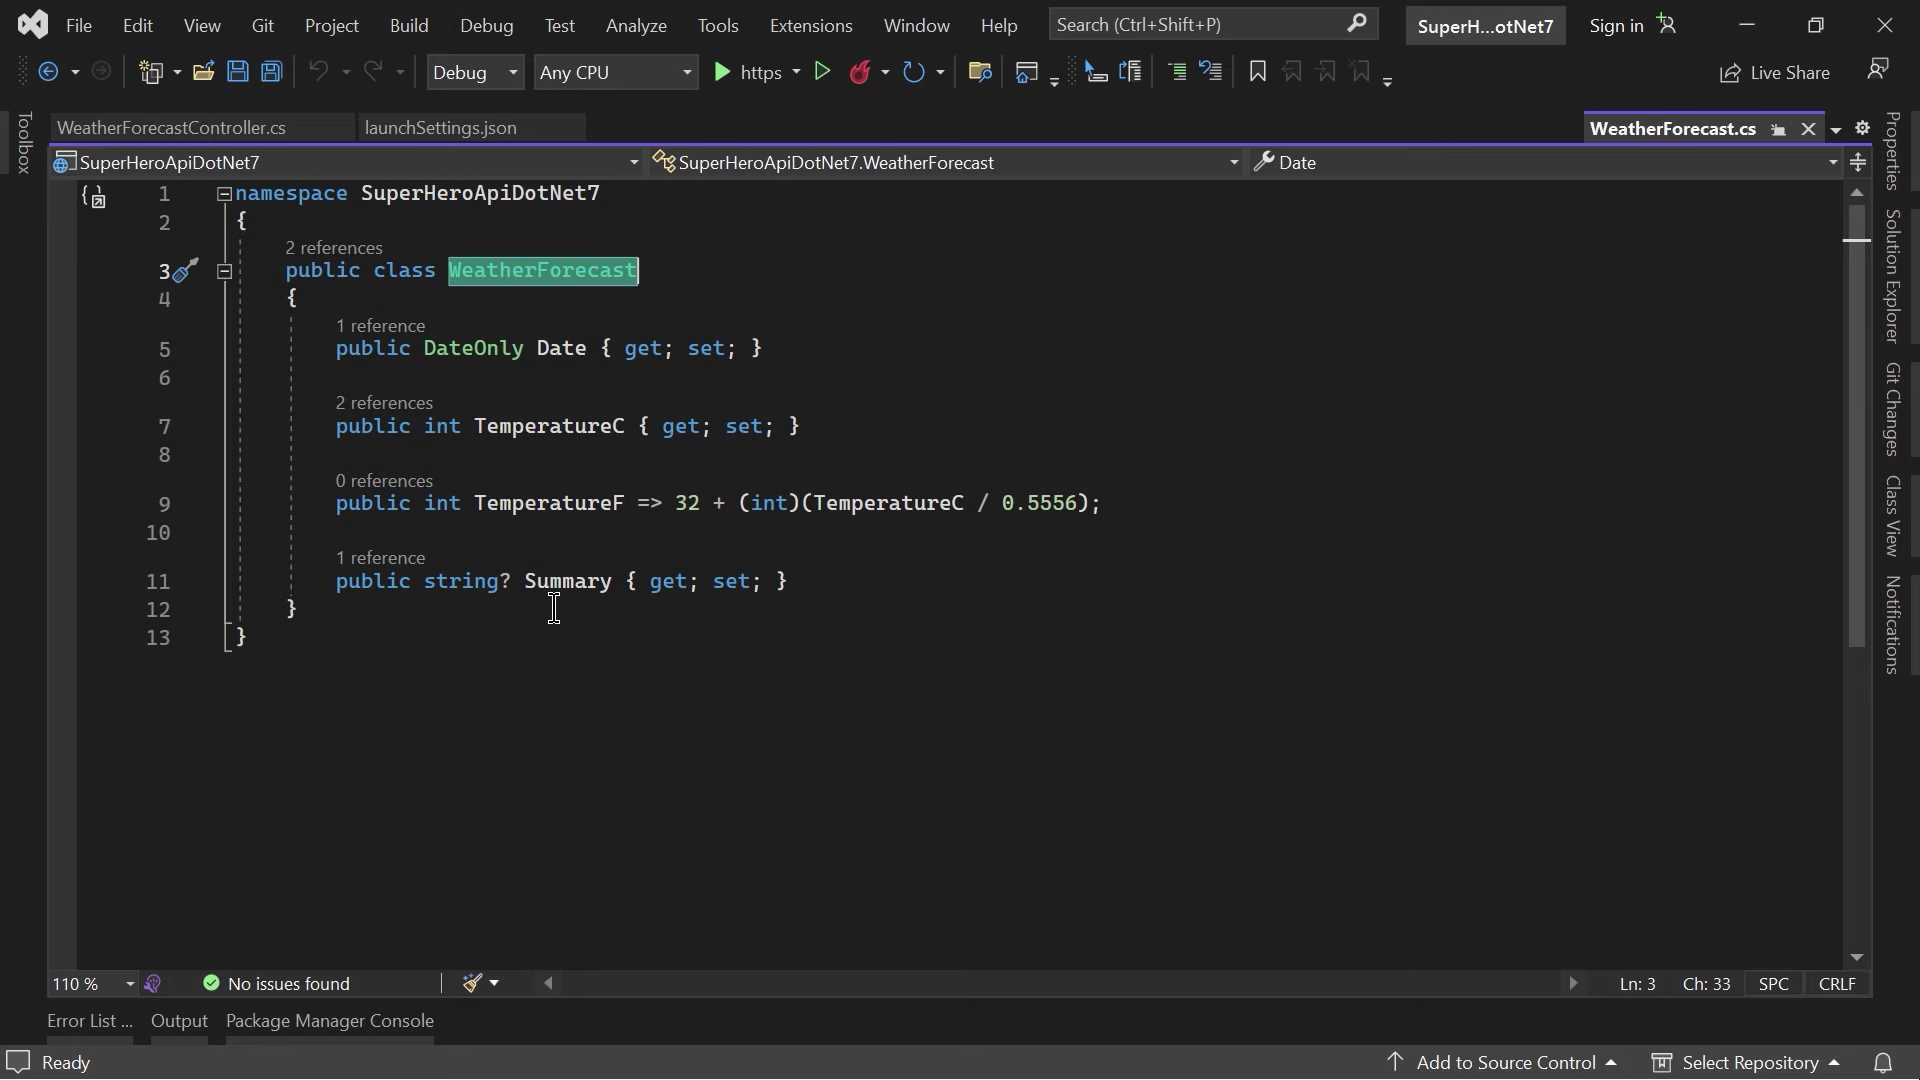 File Edit View Git Project Build Debug Test Analyze Tools Extensions Window Help Search (Ctrl+Shift+P) SuperH...otNet7 Sign in
Debug Any CPU https Live Share
WeatherForecastController.cs launchSettings.json WeatherForecast.cs
SuperHeroApiDotNet7 SuperHeroApiDotNet7.WeatherForecast Date
Toolbox
Properties
Solution Explorer
Git Changes
Class View
Notifications
1 namespace SuperHeroApiDotNet7
2 {
2 references
3 public class WeatherForecast
4 {
1 reference
5 public DateOnly Date { get; set; }
6
2 references
7 public int TemperatureC { get; set; }
8
0 references
9 public int TemperatureF => 32 + (int)(TemperatureC / 0.5556);
10
1 reference
11 public string? Summary { get; set; }
12 }
13 }
110 % No issues found Ln: 3 Ch: 33 SPC CRLF
Error List ... Output Package Manager Console
Ready Add to Source Control Select Repository